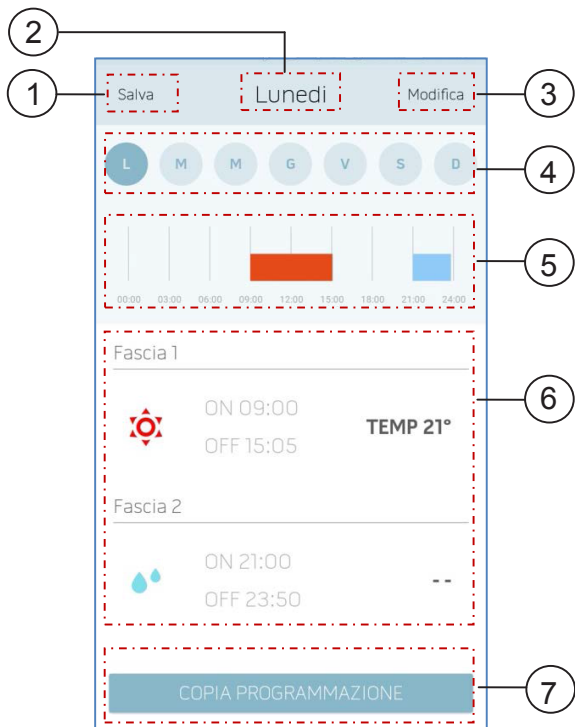 2
1
Salva
Lunedi
Modifica
3
L M M G V S D
4
5
00:00 03:00 06:00 09:00 12:00 15:00 18:00 21:00 24:00
Fascia 1
6
ON 09:00
OFF 15:05
TEMP 21°
Fascia 2
ON 21:00
OFF 23:50
--
COPIA PROGRAMMAZIONE
7